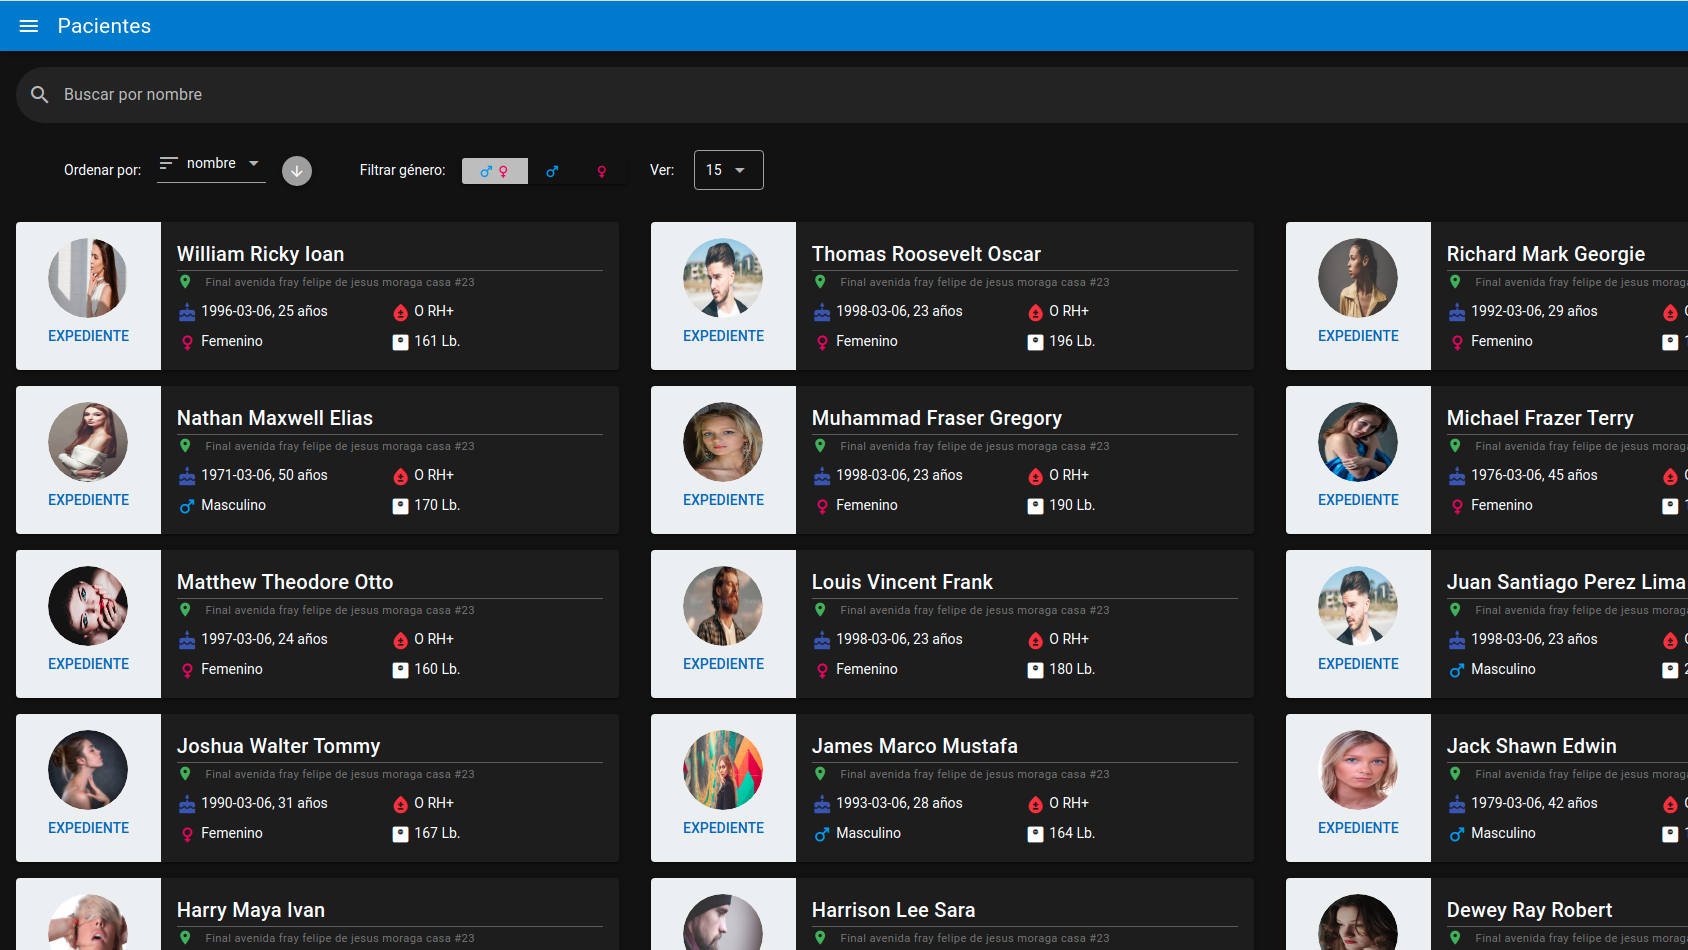 Pacientes
Buscar por nombre
Ordenar por: nombre Filtrar género: Ver: 15
William Ricky Ioan
Final avenida fray felipe de jesus moraga casa #23
1996-03-06, 25 años O RH+
EXPEDIENTE
Femenino 161 Lb.
Thomas Roosevelt Oscar
Final avenida fray felipe de jesus moraga casa #23
1998-03-06, 23 años O RH+
EXPEDIENTE
Femenino 196 Lb.
Richard Mark Georgie
Final avenida fray felipe de jesus moraga
1992-03-06, 29 años
EXPEDIENTE
Femenino
Nathan Maxwell Elias
Final avenida fray felipe de jesus moraga casa #23
1971-03-06, 50 años O RH+
EXPEDIENTE
Masculino 170 Lb.
Muhammad Fraser Gregory
Final avenida fray felipe de jesus moraga casa #23
1998-03-06, 23 años O RH+
EXPEDIENTE
Femenino 190 Lb.
Michael Frazer Terry
Final avenida fray felipe de jesus moraga
1976-03-06, 45 años
EXPEDIENTE
Femenino
Matthew Theodore Otto
Final avenida fray felipe de jesus moraga casa #23
1997-03-06, 24 años O RH+
EXPEDIENTE
Femenino 160 Lb.
Louis Vincent Frank
Final avenida fray felipe de jesus moraga casa #23
1998-03-06, 23 años O RH+
EXPEDIENTE
Femenino 180 Lb.
Juan Santiago Perez Lima
Final avenida fray felipe de jesus moraga
1998-03-06, 23 años
EXPEDIENTE
Masculino
Joshua Walter Tommy
Final avenida fray felipe de jesus moraga casa #23
1990-03-06, 31 años O RH+
EXPEDIENTE
Femenino 167 Lb.
James Marco Mustafa
Final avenida fray felipe de jesus moraga casa #23
1993-03-06, 28 años O RH+
EXPEDIENTE
Masculino 164 Lb.
Jack Shawn Edwin
Final avenida fray felipe de jesus moraga
1979-03-06, 42 años
EXPEDIENTE
Masculino
Harry Maya Ivan
Final avenida fray felipe de jesus moraga casa #23
Harrison Lee Sara
Final avenida fray felipe de jesus moraga casa #23
Dewey Ray Robert
Final avenida fray felipe de jesus moraga